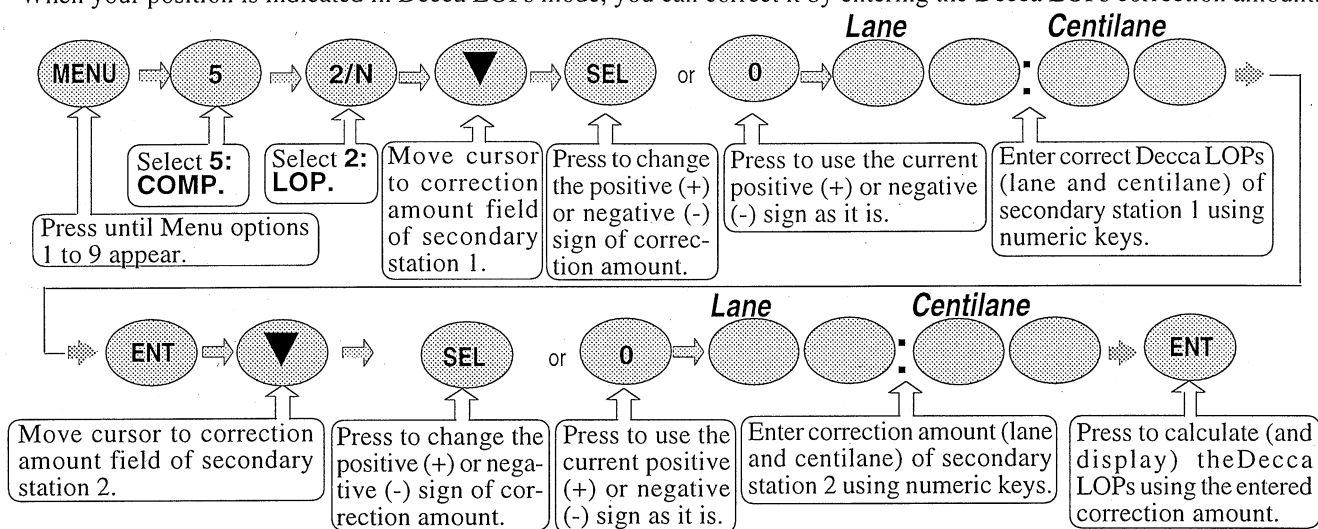 When your position is indicated in Decca LOPs mode, you can correct it by entering the Decca LOPs correction amount.
Lane Centilane
MENU 5 2/N ▼ SEL or 0 :
Press until Menu options
1 to 9 appear.
Select 5:
COMP.
Select 2:
LOP.
Move cursor
to correction
amount field
of secondary
station 1.
Press to change
the positive (+)
or negative (-)
sign of correc-
tion amount.
Press to use the current
positive (+) or negative
(-) sign as it is.
Enter correct Decca LOPs
(lane and centilane) of
secondary station 1 using
numeric keys.
Lane Centilane
ENT ▼ SEL or 0 : ENT
Move cursor to correction
amount field of secondary
station 2.
Press to change the
positive (+) or nega-
tive (-) sign of cor-
rection amount.
Press to use the
current positive
(+) or negative
(-) sign as it is.
Enter correction amount (lane
and centilane) of secondary
station 2 using numeric keys.
Press to calculate (and
display) theDecca
LOPs using the entered
correction amount.